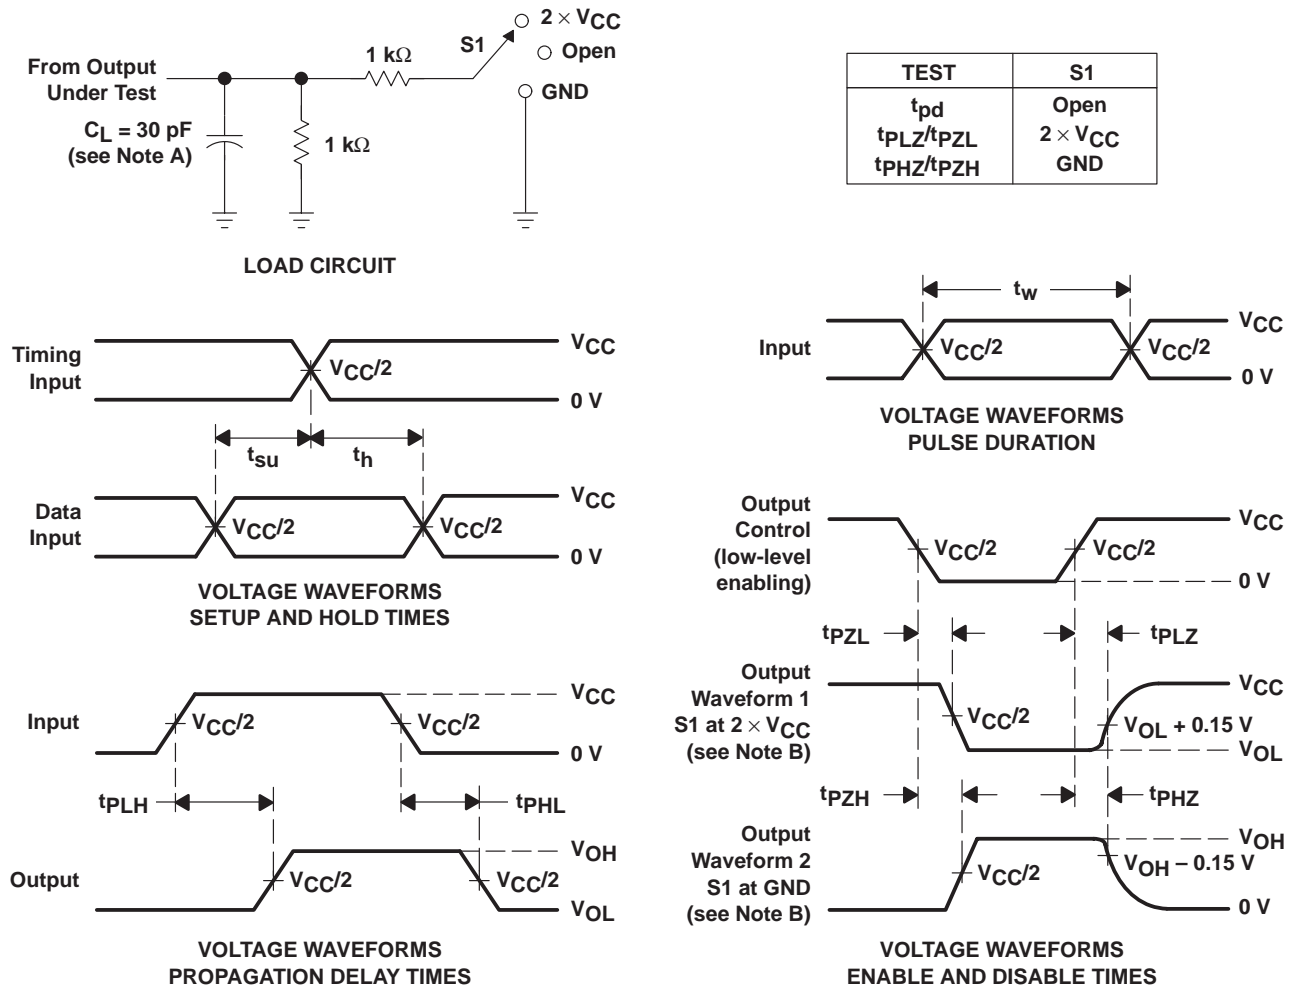 2 × VCC
S1
Open
1 kΩ
From Output
Under Test
GND
CL = 30 pF
(see Note A)
1 kΩ
LOAD CIRCUIT
TEST S1
tpd Open
tPLZ/tPZL 2 × VCC
tPHZ/tPZH GND
Timing
Input
VCC
VCC/2
0 V
tsu
th
Data
Input
VCC
VCC/2
VCC/2
0 V
VOLTAGE WAVEFORMS
SETUP AND HOLD TIMES
tw
Input
VCC
VCC/2
VCC/2
0 V
VOLTAGE WAVEFORMS
PULSE DURATION
Input
VCC
VCC/2
VCC/2
0 V
tPLH
tPHL
Output
VOH
VCC/2
VCC/2
VOL
VOLTAGE WAVEFORMS
PROPAGATION DELAY TIMES
Output
Control
(low-level
enabling)
VCC
VCC/2
VCC/2
0 V
tPZL
tPLZ
Output
Waveform 1
S1 at 2 × VCC
(see Note B)
VCC
VCC/2
VOL + 0.15 V
VOL
tPZH
tPHZ
Output
Waveform 2
S1 at GND
(see Note B)
VOH
VCC/2
VOH − 0.15 V
0 V
VOLTAGE WAVEFORMS
ENABLE AND DISABLE TIMES